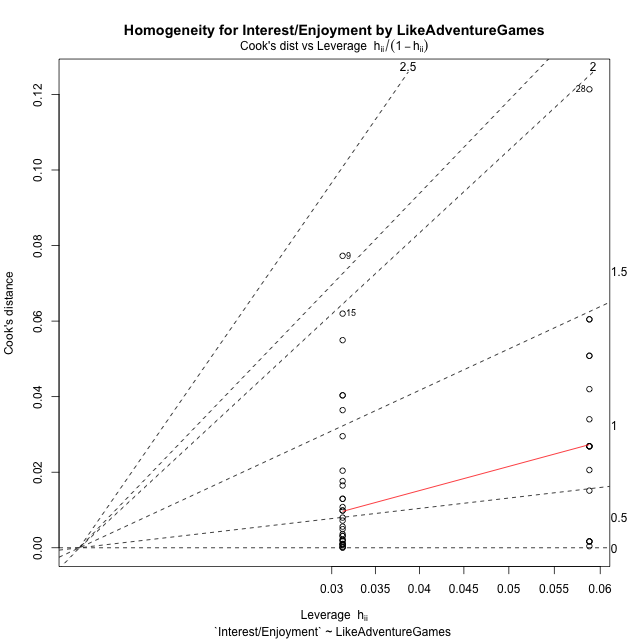 Homogeneity for Interest/Enjoyment by LikeAdventureGames
Cook's dist vs Leverage hii/(1 − hii)
2.5
2
28
0.12
0.10
9
0.08
1.5
15
0.06
Cook's distance
0.04
1
0.02
0.5
0.00
0
0.03 0.035 0.04 0.045 0.05 0.055 0.06
Leverage hii
`Interest/Enjoyment` ~ LikeAdventureGames